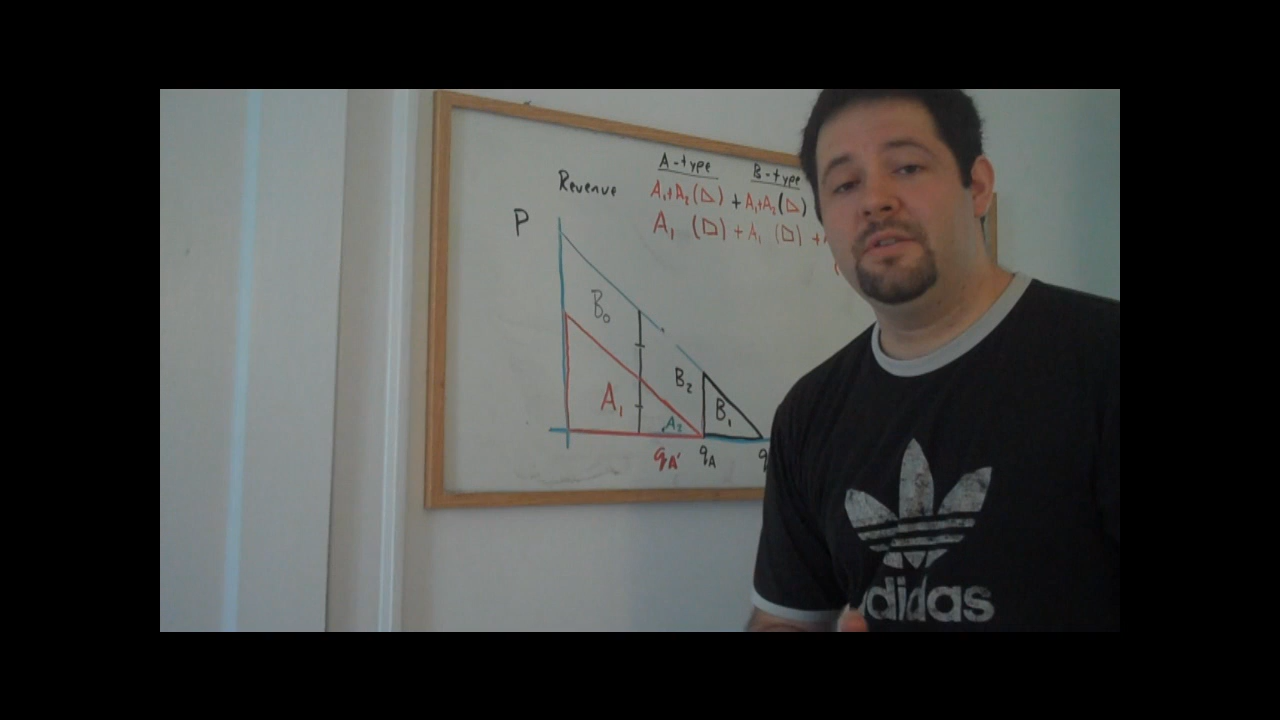 A-type B-type
Revenue A₁+A₂(◺) + A₁+A₂(◺)
A₁ (▱) + A₁ (▱) +
P
B₀
B₂
A₁
B₁
A₂
qA' qA q
adidas